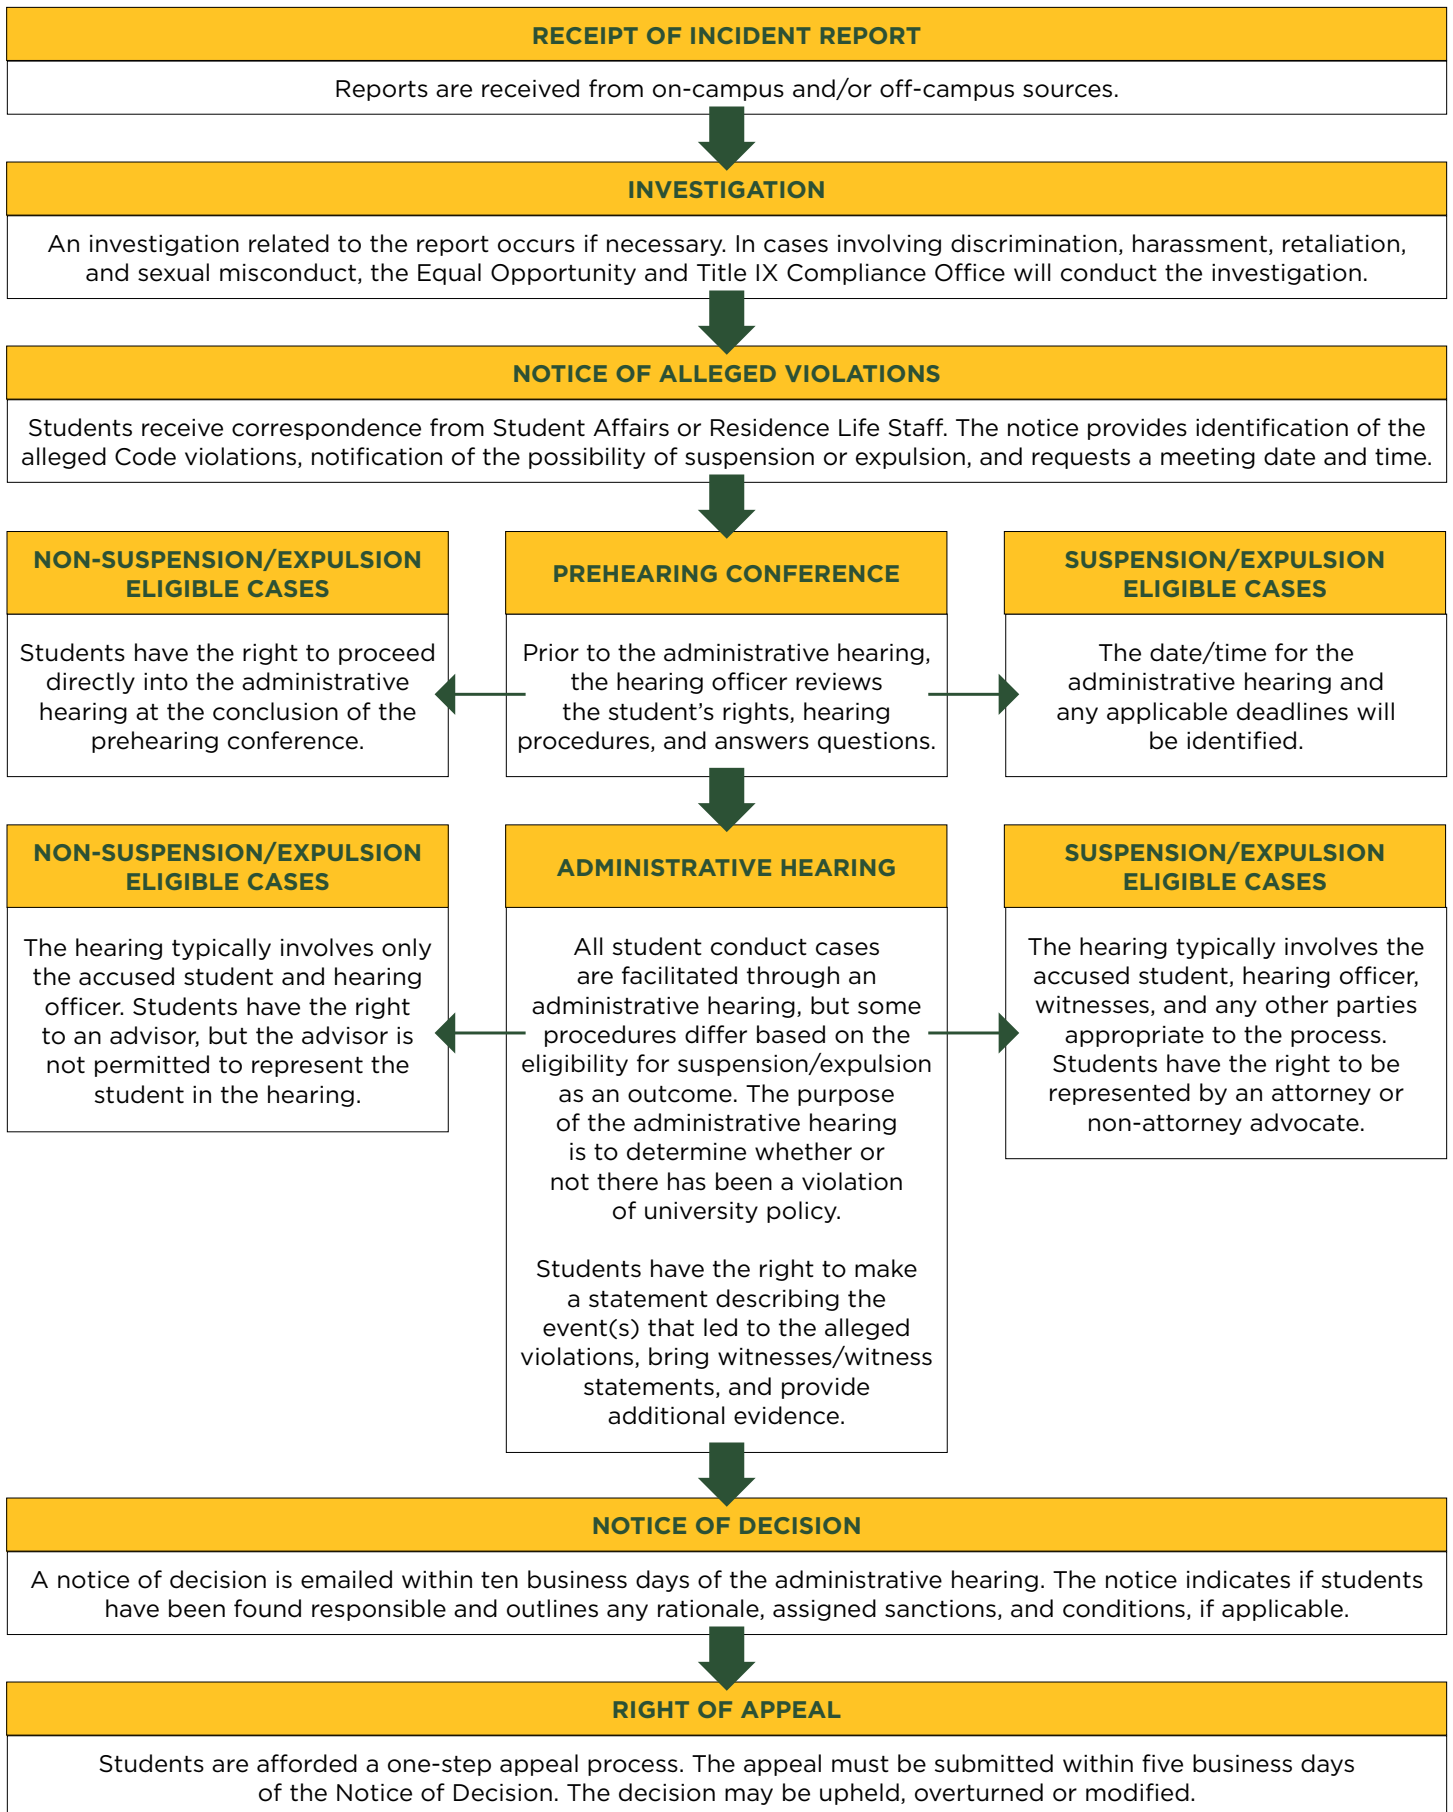 RECEIPT OF INCIDENT REPORT
Reports are received from on-campus and/or off-campus sources.
INVESTIGATION
An investigation related to the report occurs if necessary. In cases involving discrimination, harassment, retaliation,
and sexual misconduct, the Equal Opportunity and Title IX Compliance Office will conduct the investigation.
NOTICE OF ALLEGED VIOLATIONS
Students receive correspondence from Student Affairs or Residence Life Staff. The notice provides identification of the
alleged Code violations, notification of the possibility of suspension or expulsion, and requests a meeting date and time.
NON-SUSPENSION/EXPULSION
ELIGIBLE CASES
Students have the right to proceed
directly into the administrative
hearing at the conclusion of the
prehearing conference.
PREHEARING CONFERENCE
Prior to the administrative hearing,
the hearing officer reviews
the student’s rights, hearing
procedures, and answers questions.
SUSPENSION/EXPULSION
ELIGIBLE CASES
The date/time for the
administrative hearing and
any applicable deadlines will
be identified.
NON-SUSPENSION/EXPULSION
ELIGIBLE CASES
The hearing typically involves only
the accused student and hearing
officer. Students have the right
to an advisor, but the advisor is
not permitted to represent the
student in the hearing.
ADMINISTRATIVE HEARING
All student conduct cases
are facilitated through an
administrative hearing, but some
procedures differ based on the
eligibility for suspension/expulsion
as an outcome. The purpose
of the administrative hearing
is to determine whether or
not there has been a violation
of university policy.
Students have the right to make
a statement describing the
event(s) that led to the alleged
violations, bring witnesses/witness
statements, and provide
additional evidence.
SUSPENSION/EXPULSION
ELIGIBLE CASES
The hearing typically involves the
accused student, hearing officer,
witnesses, and any other parties
appropriate to the process.
Students have the right to be
represented by an attorney or
non-attorney advocate.
NOTICE OF DECISION
A notice of decision is emailed within ten business days of the administrative hearing. The notice indicates if students
have been found responsible and outlines any rationale, assigned sanctions, and conditions, if applicable.
RIGHT OF APPEAL
Students are afforded a one-step appeal process. The appeal must be submitted within five business days
of the Notice of Decision. The decision may be upheld, overturned or modified.